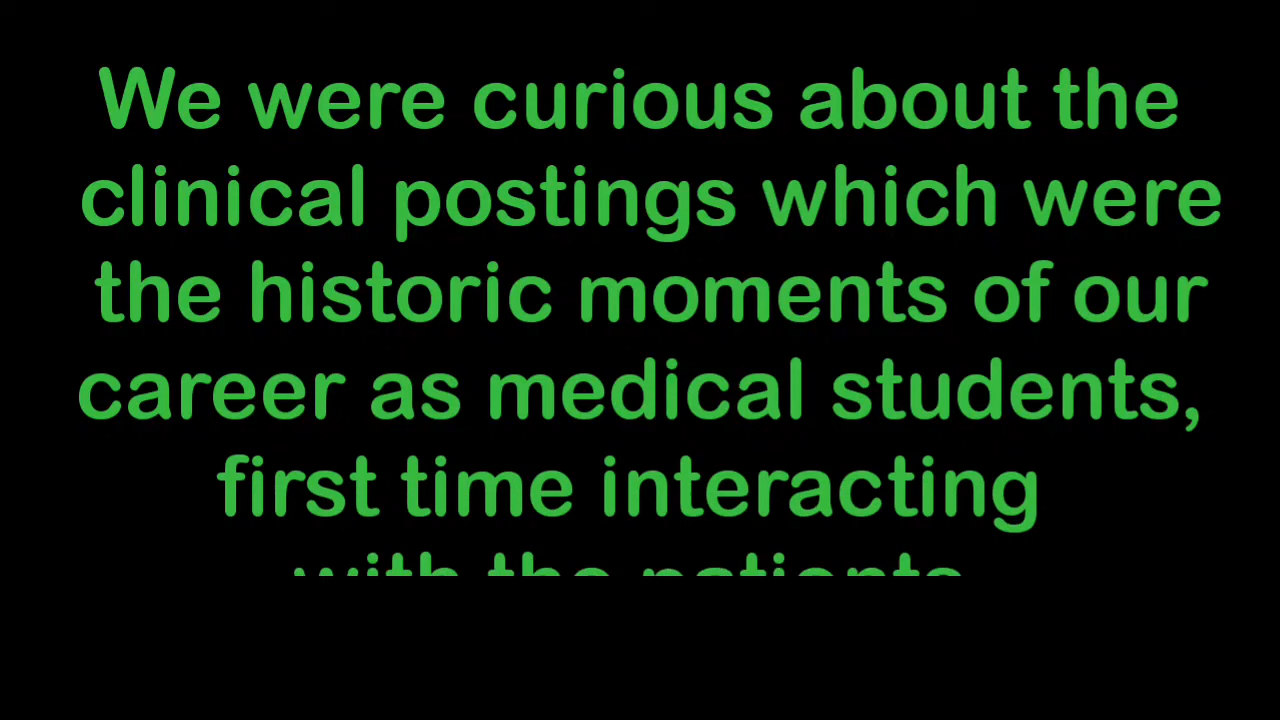 We were curious about the
clinical postings which were
the historic moments of our
career as medical students,
first time interacting
with the patients